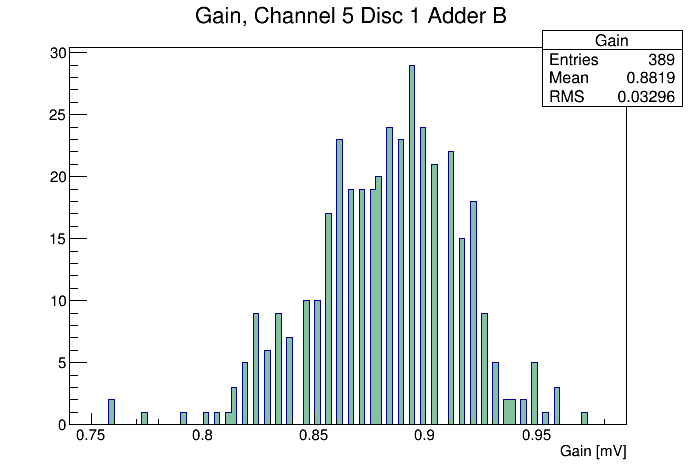 Gain, Channel 5 Disc 1 Adder B
Gain
Entries 389
Mean 0.8819
RMS 0.03296
30
25
20
15
10
5
0
0.75 0.8 0.85 0.9 0.95
Gain [mV]